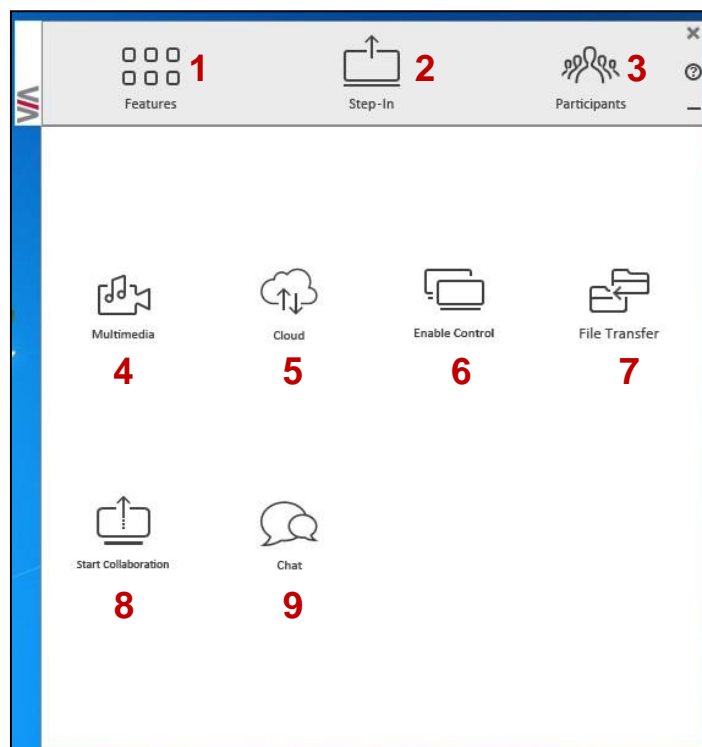 1 2 3
Features Step-In Participants
Multimedia Cloud Enable Control File Transfer
4 5 6 7
Start Collaboration Chat
8 9